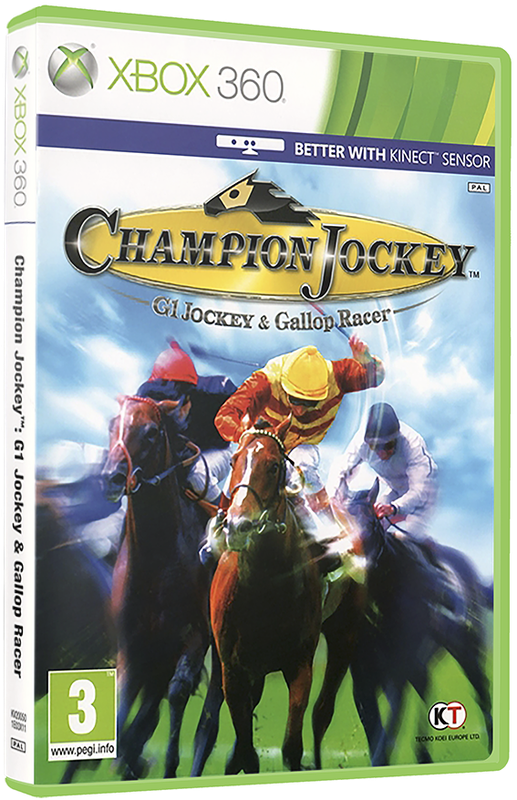 XBOX 360
XBOX 360®
BETTER WITH KINECT™ SENSOR
PAL
CHAMPION JOCKEY™
G1 JOCKEY & Gallop Racer
Champion Jockey™: G1 Jockey & Gallop Racer
3
www.pegi.info
KT
TECMO KOEI EUROPE LTD.
PAL